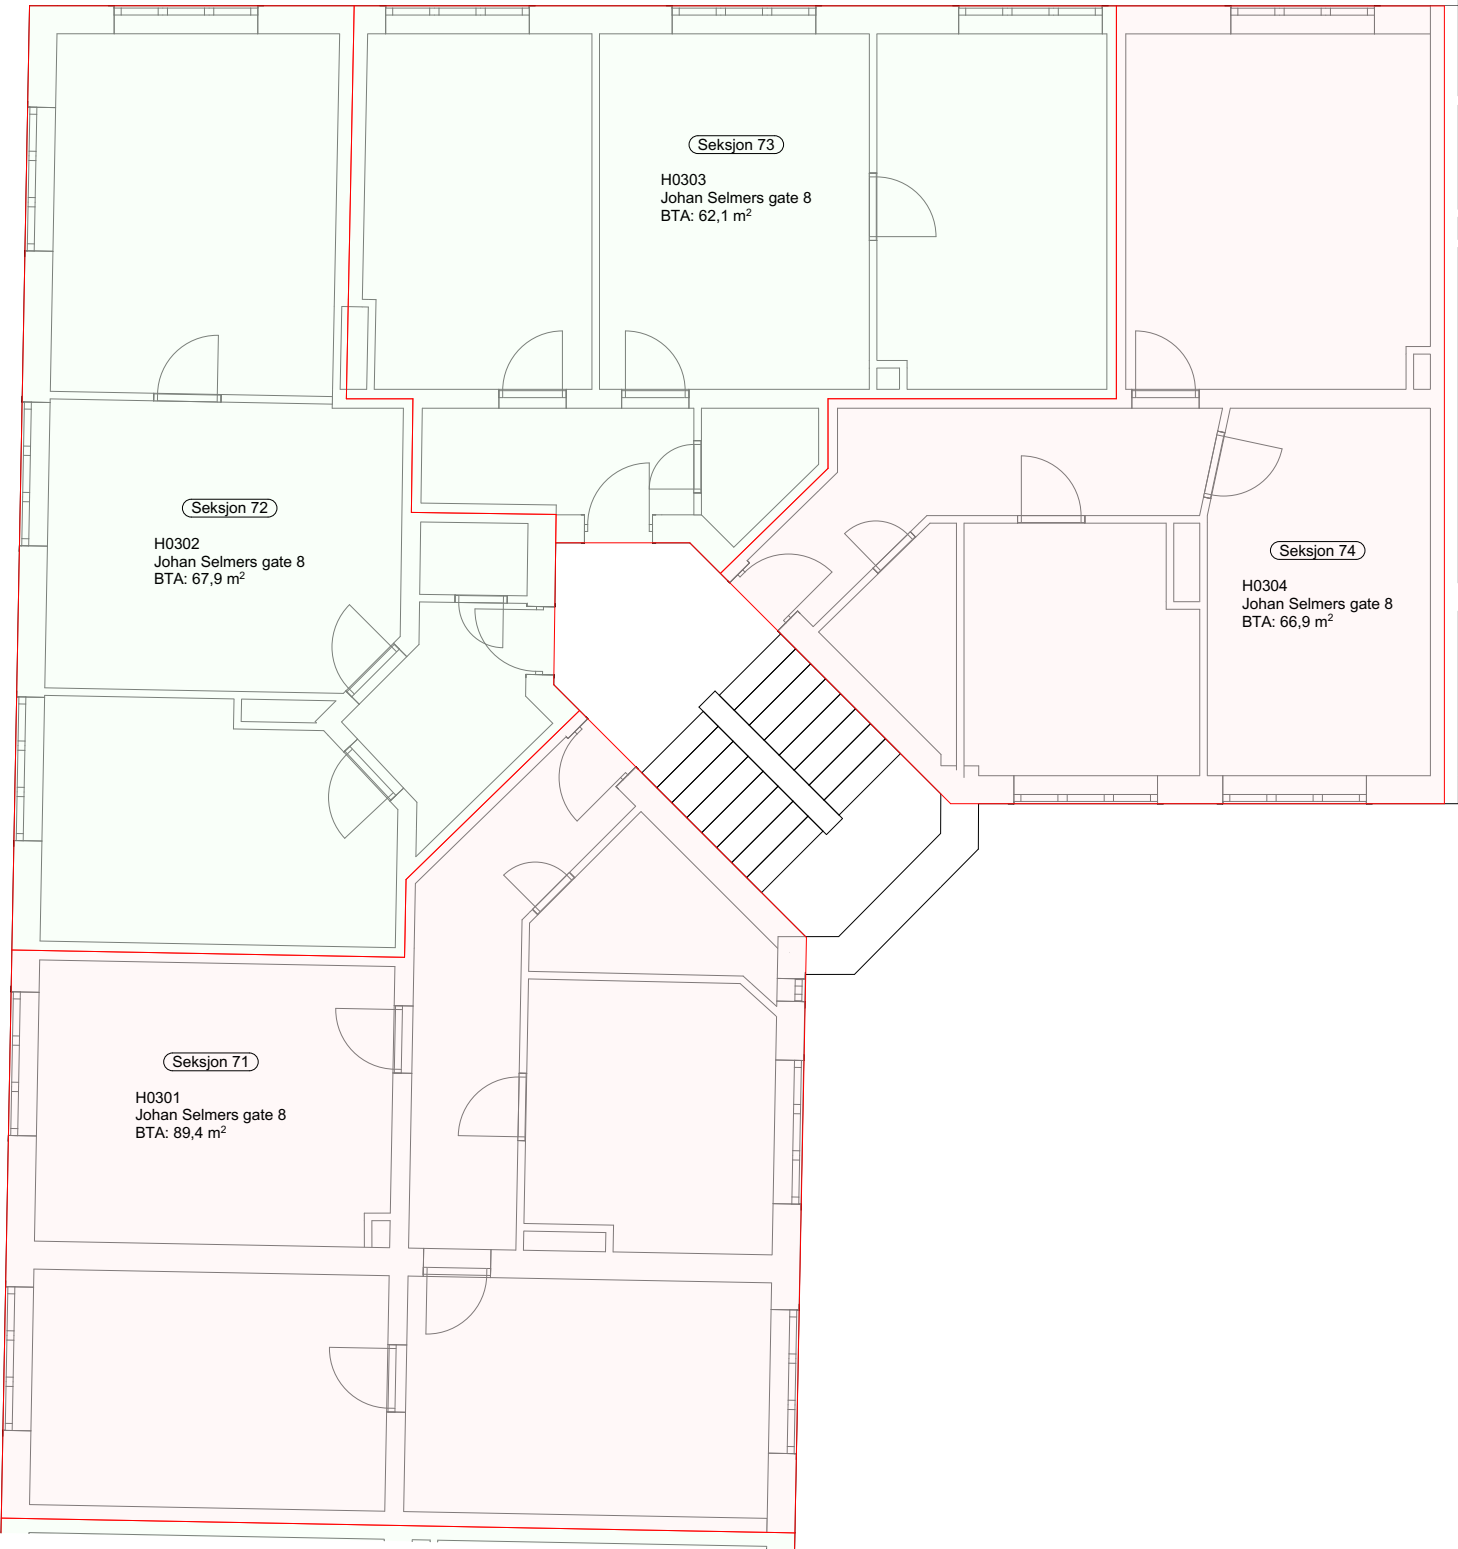 Seksjon 73
H0303
Johan Selmers gate 8
BTA: 62,1 m²
Seksjon 72
H0302
Johan Selmers gate 8
BTA: 67,9 m²
Seksjon 74
H0304
Johan Selmers gate 8
BTA: 66,9 m²
Seksjon 71
H0301
Johan Selmers gate 8
BTA: 89,4 m²